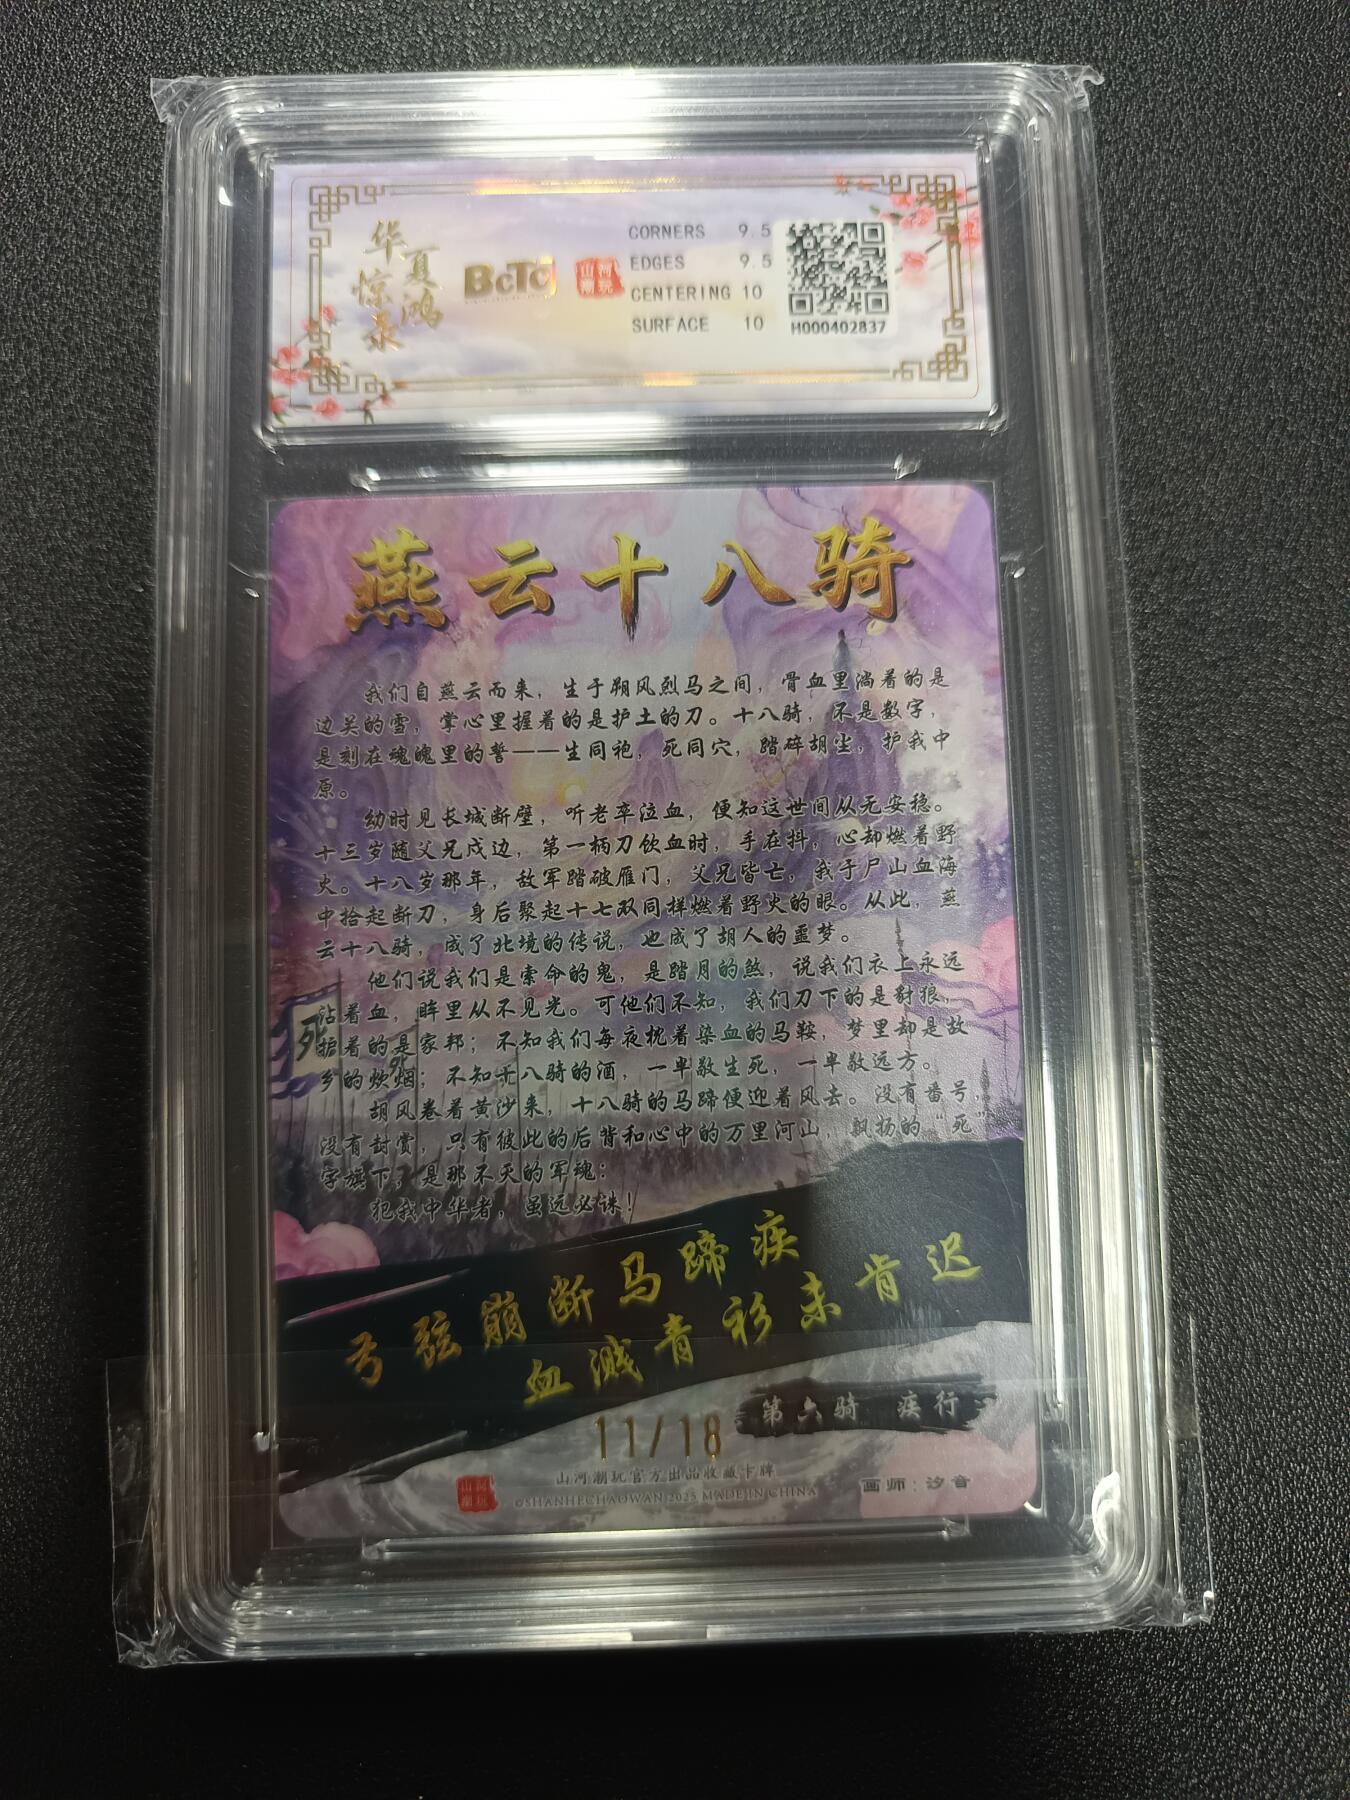 华夏
惊鸿
录
BCTC
山河
潮玩
CORNERS 9.5
EDGES 9.5
CENTERING 10
SURFACE 10
H000402837
燕云十八骑
我们自燕云而来，生于朔风烈马之间，骨血里淌着的是
边关的雪，掌心里握着的是护土的刀。十八骑，不是数字，
是刻在魂魄里的誓——生同袍，死同穴，踏碎胡尘，护我中
原。
幼时见长城断壁，听老卒泣血，便知这世间从无安稳。
十三岁随父兄戍边，第一柄刀饮血时，手在抖，心却燃着野
火。十八岁那年，敌军踏破雁门，父兄皆亡，我于尸山血海
中拾起断刀，身后聚起十七双同样燃着野火的眼。从此，燕
云十八骑，成了北境的传说，也成了胡人的噩梦。
他们说我们是索命的鬼，是踏月的煞，说我们衣上永远
沾着血，眸里从不见光。可他们不知，我们刀下的是豺狼，
护着的是家邦；不知我们每夜枕着染血的马鞍，梦里却是故
乡的炊烟；不知十八骑的酒，一半敬生死，一半敬远方。
胡风卷着黄沙来，十八骑的马蹄便迎着风去。没有番号，
没有封赏，只有彼此的后背和心中的万里河山，飘扬的“死”
字旗下，是那不灭的军魂：
犯我中华者，虽远必诛！
死
弓弦崩断马蹄疾
血溅青衫未肯迟
第六骑 疾行
11/18
山河
潮玩
山河潮玩官方出品收藏卡牌
©SHANHECHAOWAN 2025 MADE IN CHINA
画师：汐音